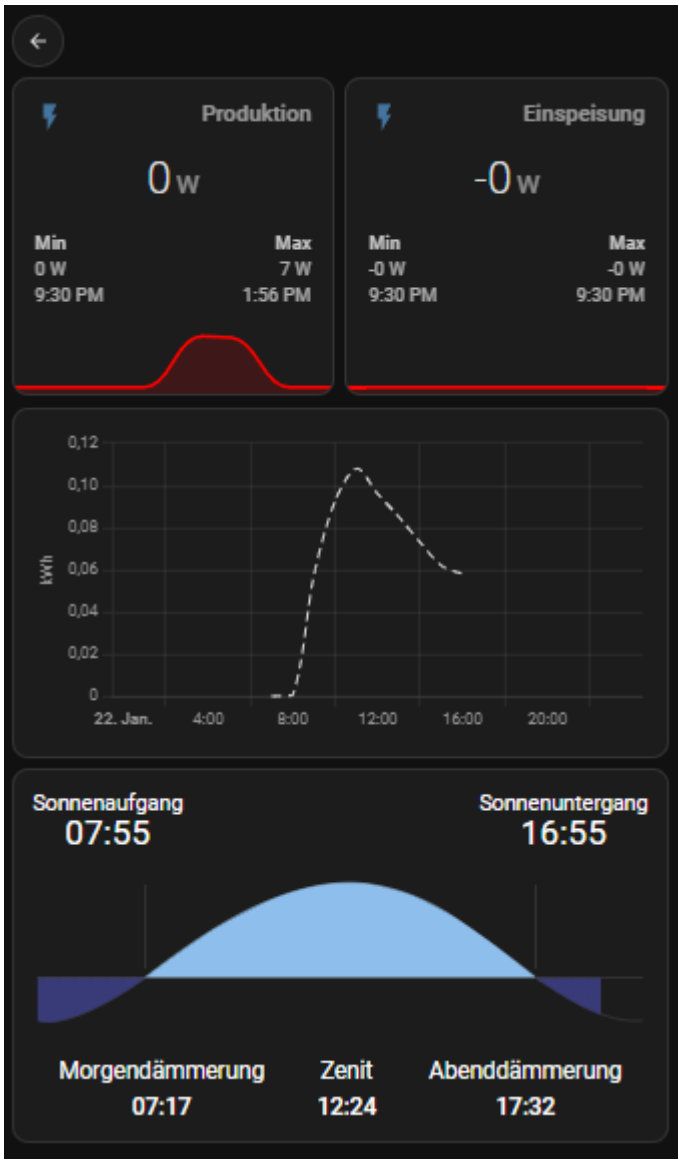 Produktion
0 W
Min Max
0 W 7 W
9:30 PM 1:56 PM
Einspeisung
-0 W
Min Max
-0 W -0 W
9:30 PM 9:30 PM
0,12
0,10
0,08
0,06
0,04
0,02
0
kWh
22. Jan. 4:00 8:00 12:00 16:00 20:00
Sonnenaufgang Sonnenuntergang
07:55 16:55
Morgendämmerung Zenit Abenddämmerung
07:17 12:24 17:32